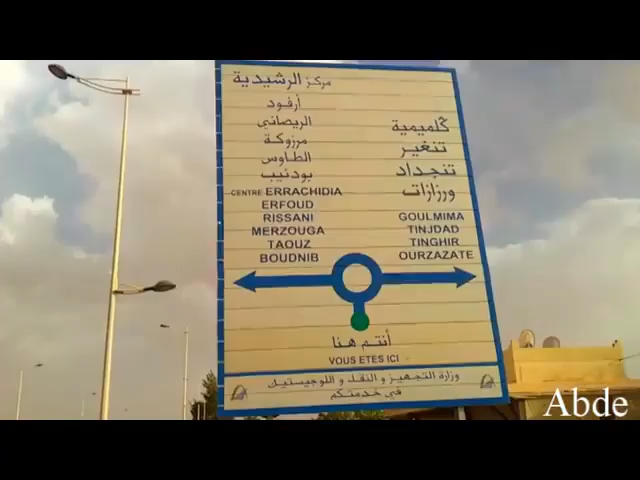 مركز الرشيدية
أرفود
الريصاني
مرزوكة
الطاوس
بودنيب
CENTRE ERRACHIDIA
ERFOUD
RISSANI
MERZOUGA
TAOUZ
BOUDNIB
ڭلميمية
تنغير
تنجداد
ورزازات
GOULMIMA
TINJDAD
TINGHIR
OURZAZATE
أنتم هنا
VOUS ETES ICI
وزارة التجهيز و النقل و اللوجيستيك
في خدمتكم
Abde